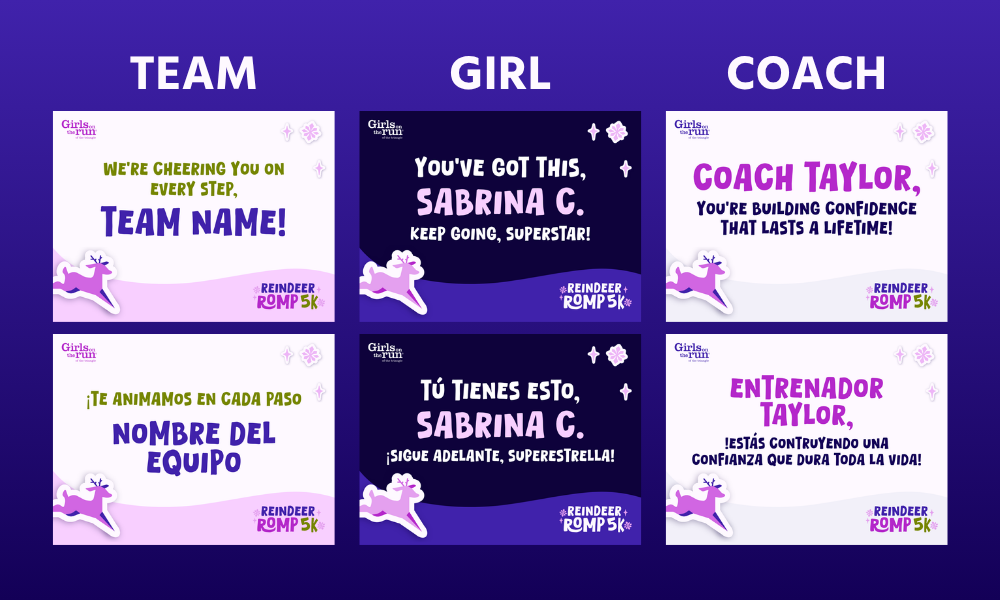 TEAM
GIRL
COACH
Girls on
the run
WE'RE CHEERING YOU ON
EVERY STEP,
TEAM NAME!
REINDEER
ROMP 5K
Girls on
the run
YOU'VE GOT THIS,
SABRINA C.
KEEP GOING, SUPERSTAR!
REINDEER
ROMP 5K
Girls on
the run
COACH TAYLOR,
YOU'RE BUILDING CONFIDENCE
THAT LASTS A LIFETIME!
REINDEER
ROMP 5K
Girls on
the run
¡TE ANIMAMOS EN CADA PASO
NOMBRE DEL
EQUIPO
REINDEER
ROMP 5K
Girls on
the run
TÚ TIENES ESTO,
SABRINA C.
¡SIGUE ADELANTE, SUPERESTRELLA!
REINDEER
ROMP 5K
Girls on
the run
ENTRENADOR
TAYLOR,
!ESTÁS CONTRUYENDO UNA
CONFIANZA QUE DURA TODA LA VIDA!
REINDEER
ROMP 5K